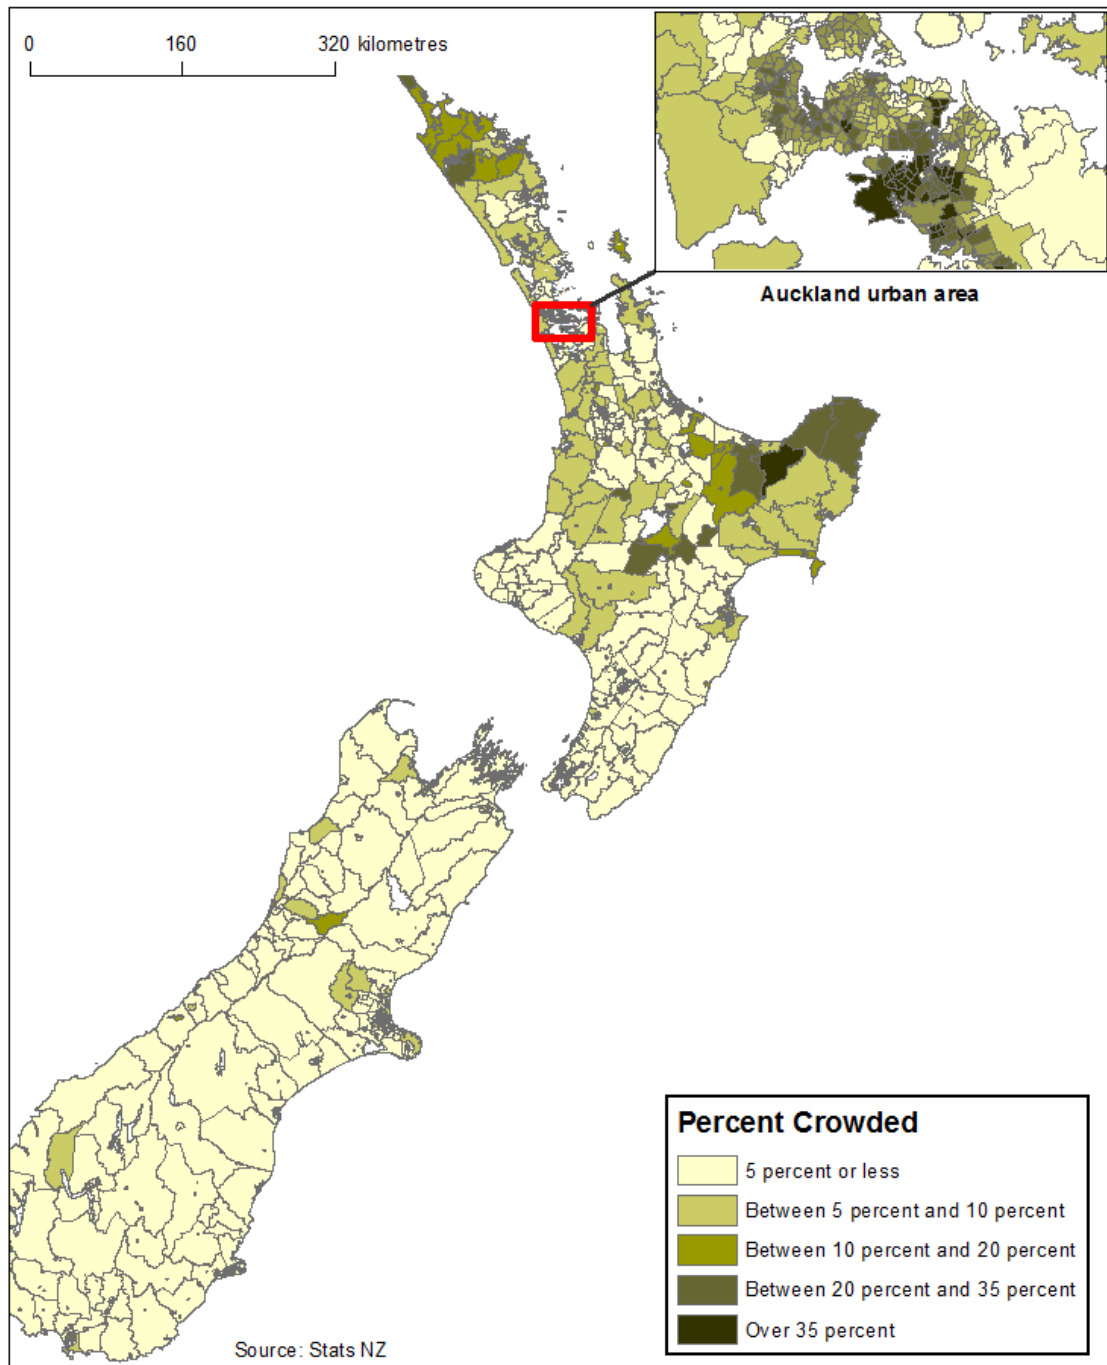 0 160 320 kilometres
Auckland urban area
Percent Crowded
5 percent or less
Between 5 percent and 10 percent
Between 10 percent and 20 percent
Between 20 percent and 35 percent
Over 35 percent
Source: Stats NZ